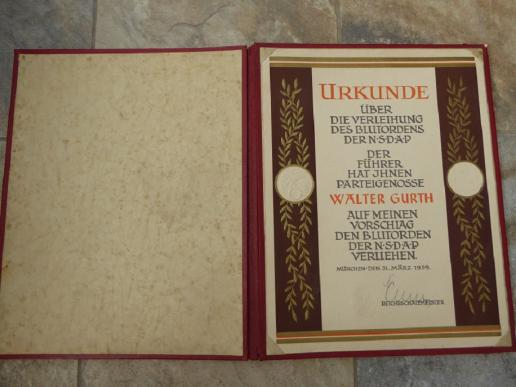 URKUNDE
ÜBER
DIE VERLEIHUNG
DES BLUTORDENS
DER N·S·D·A·P
DER
FÜHRER
HAT JHNEN
PARTEIGENOSSE
WALTER GURTH
AUF MEINEN
VORSCHLAG
DEN BLUTORDEN
DER N·S·D·A·P
VERLIEHEN.
MÜNCHEN·DEN 31. MÄRZ 1939.
REICHSSCHATZMEISTER